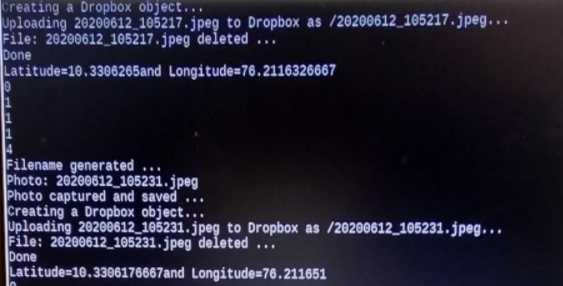 Creating a Dropbox object...
Uploading 20200612_105217.jpeg to Dropbox as /20200612_105217.jpeg...
File: 20200612_105217.jpeg deleted ...
Done
Latitude=10.3306265and Longitude=76.2116326667
0
1
1
1
4
Filename generated ...
Photo: 20200612_105231.jpeg
Photo captured and saved ...
Creating a Dropbox object...
Uploading 20200612_105231.jpeg to Dropbox as /20200612_105231.jpeg...
File: 20200612_105231.jpeg deleted ...
Done
Latitude=10.3306176667and Longitude=76.211651